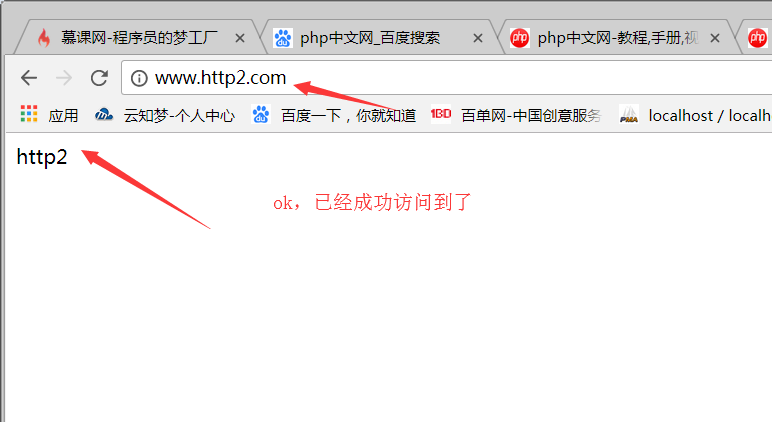 慕课网-程序员的梦工厂
php中文网_百度搜索
php中文网-教程,手册,视
php
www.http2.com
应用
云知梦-个人中心
百度一下，你就知道
1BD
百单网-中国创意服务
PMA
localhost / localh
http2
ok，已经成功访问到了